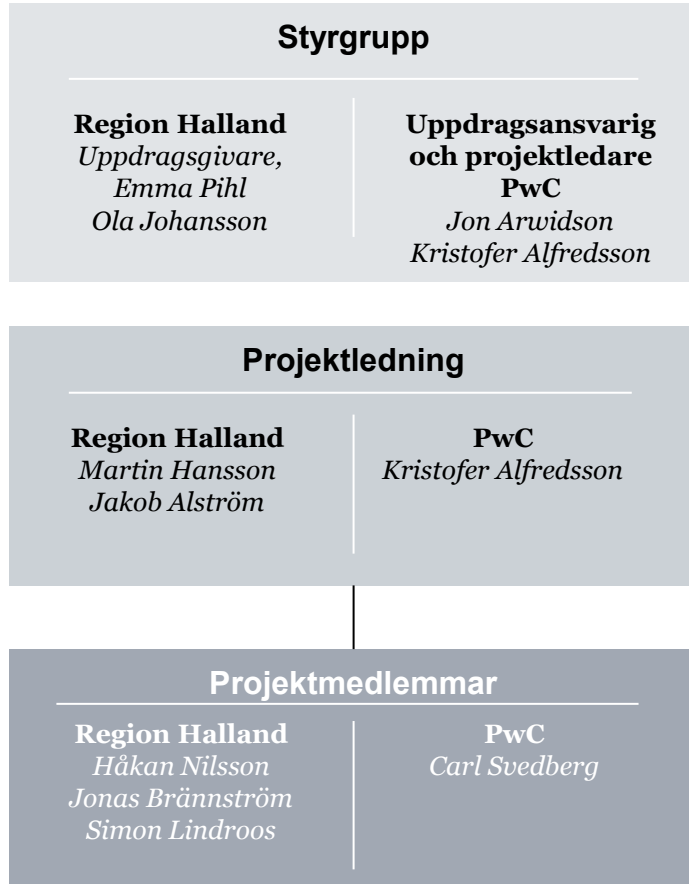 Styrgrupp
Region Halland
Uppdragsgivare,
Emma Pihl
Ola Johansson
Uppdragsansvarig
och projektledare
PwC
Jon Arwidson
Kristofer Alfredsson
Projektledning
Region Halland
Martin Hansson
Jakob Alström
PwC
Kristofer Alfredsson
Projektmedlemmar
Region Halland
Håkan Nilsson
Jonas Brännström
Simon Lindroos
PwC
Carl Svedberg